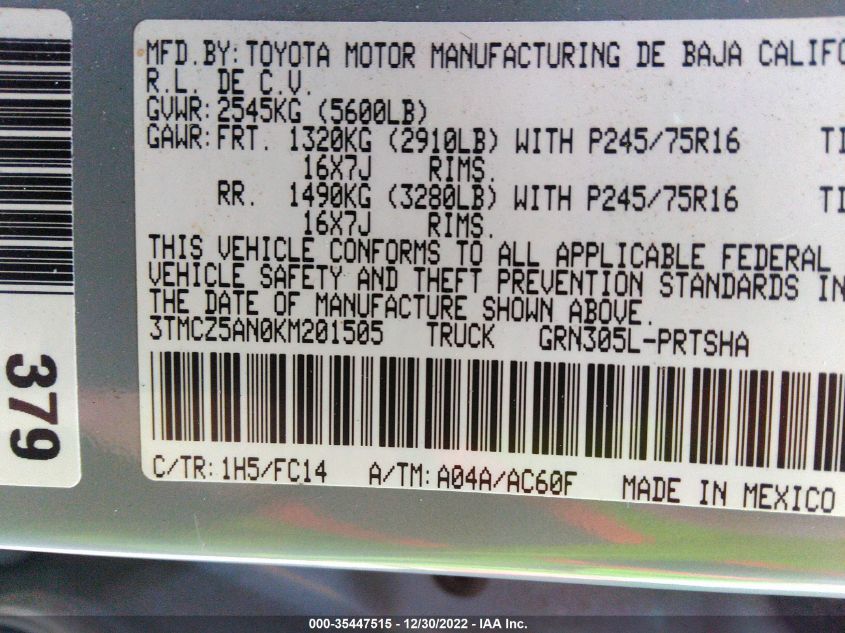 MFD.BY: TOYOTA MOTOR MANUFACTURING DE BAJA CALIFO
R.L. DE C.V.
GVWR: 2545KG (5600LB)
GAWR: FRT. 1320KG (2910LB) WITH P245/75R16 TI
16X7J RIMS.
RR. 1490KG (3280LB) WITH P245/75R16 TI
16X7J RIMS.
THIS VEHICLE CONFORMS TO ALL APPLICABLE FEDERAL
VEHICLE SAFETY AND THEFT PREVENTION STANDARDS IN
THE DATE OF MANUFACTURE SHOWN ABOVE.
3TMCZ5AN0KM201505 TRUCK GRN305L-PRTSHA
C/TR: 1H5/FC14 A/TM: A04A/AC60F MADE IN MEXICO
379
000-35447515 - 12/30/2022 - IAA Inc.